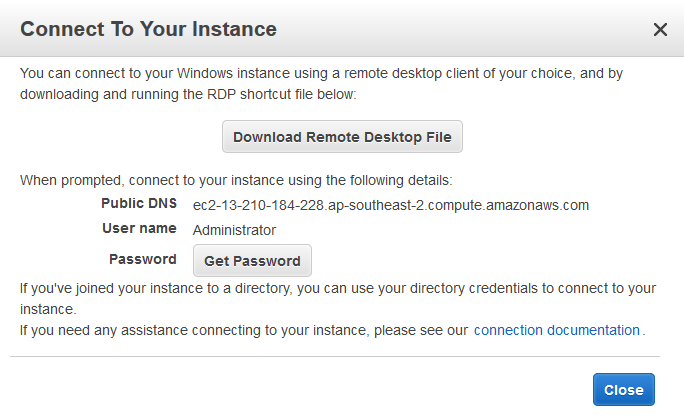 Connect To Your Instance
You can connect to your Windows instance using a remote desktop client of your choice, and by
downloading and running the RDP shortcut file below:
Download Remote Desktop File
When prompted, connect to your instance using the following details:
Public DNS ec2-13-210-184-228.ap-southeast-2.compute.amazonaws.com
User name Administrator
Password Get Password
If you've joined your instance to a directory, you can use your directory credentials to connect to your
instance.
If you need any assistance connecting to your instance, please see our connection documentation.
Close